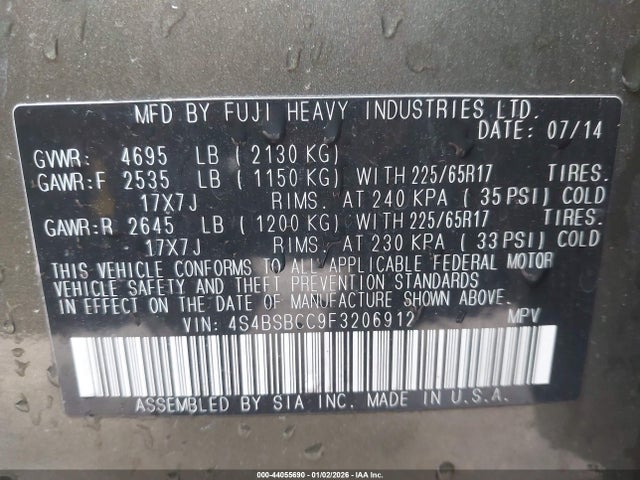 MFD BY FUJI HEAVY INDUSTRIES LTD.
DATE: 07/14
GVWR: 4695 LB ( 2130 KG)
GAWR:F 2535 LB ( 1150 KG) WITH 225/65R17 TIRES.
17X7J RIMS. AT 240 KPA ( 35 PSI) COLD
GAWR:R 2645 LB ( 1200 KG) WITH 225/65R17 TIRES.
17X7J RIMS. AT 230 KPA ( 33 PSI) COLD
THIS VEHICLE CONFORMS TO ALL APPLICABLE FEDERAL MOTOR
VEHICLE SAFETY AND THEFT PREVENTION STANDARDS
IN EFFECT ON THE DATE OF MANUFACTURE SHOWN ABOVE.
VIN: 4S4BSBCC9F3206912 MPV
ASSEMBLED BY SIA INC. MADE IN U.S.A.
000-44055690 · 01/02/2026 · IAA Inc.